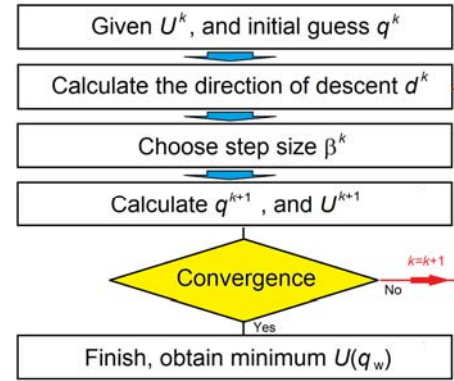 Given U^k, and initial guess q^k
Calculate the direction of descent d^k
Choose step size β^k
Calculate q^{k+1} , and U^{k+1}
Convergence
k=k+1
No
Yes
Finish, obtain minimum U(q_w)